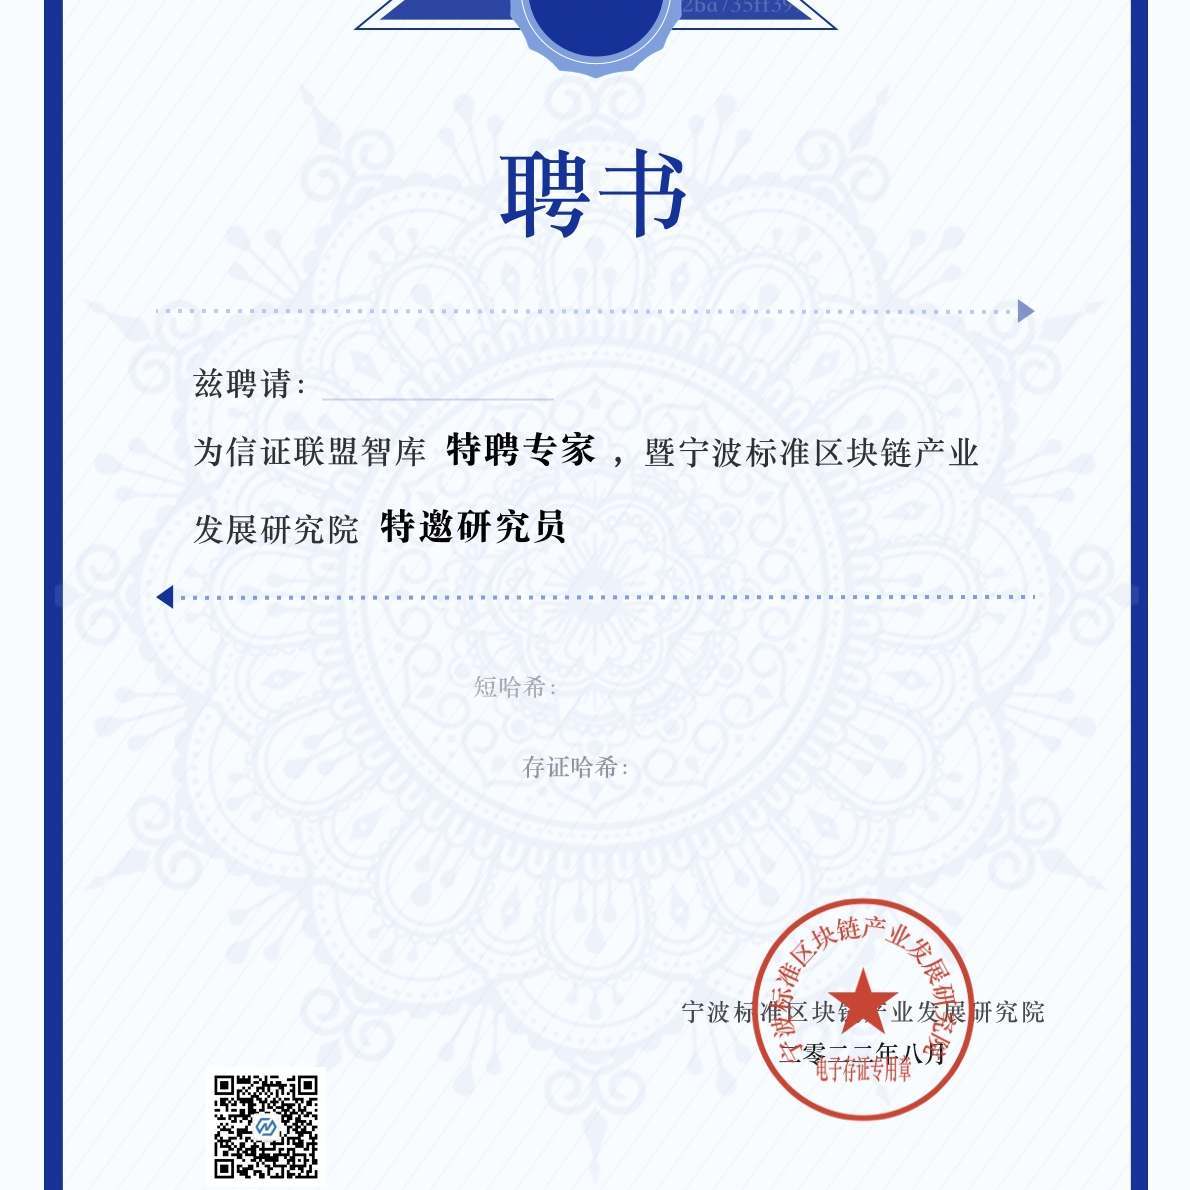 2ba735ff39
聘书
兹聘请：
为信证联盟智库 特聘专家 ，暨宁波标准区块链产业
发展研究院 特邀研究员
短哈希：
存证哈希：
宁波标准区块链产业发展研究院
宁波标准区块链产业发展研究院
二零二二年八月
电子存证专用章